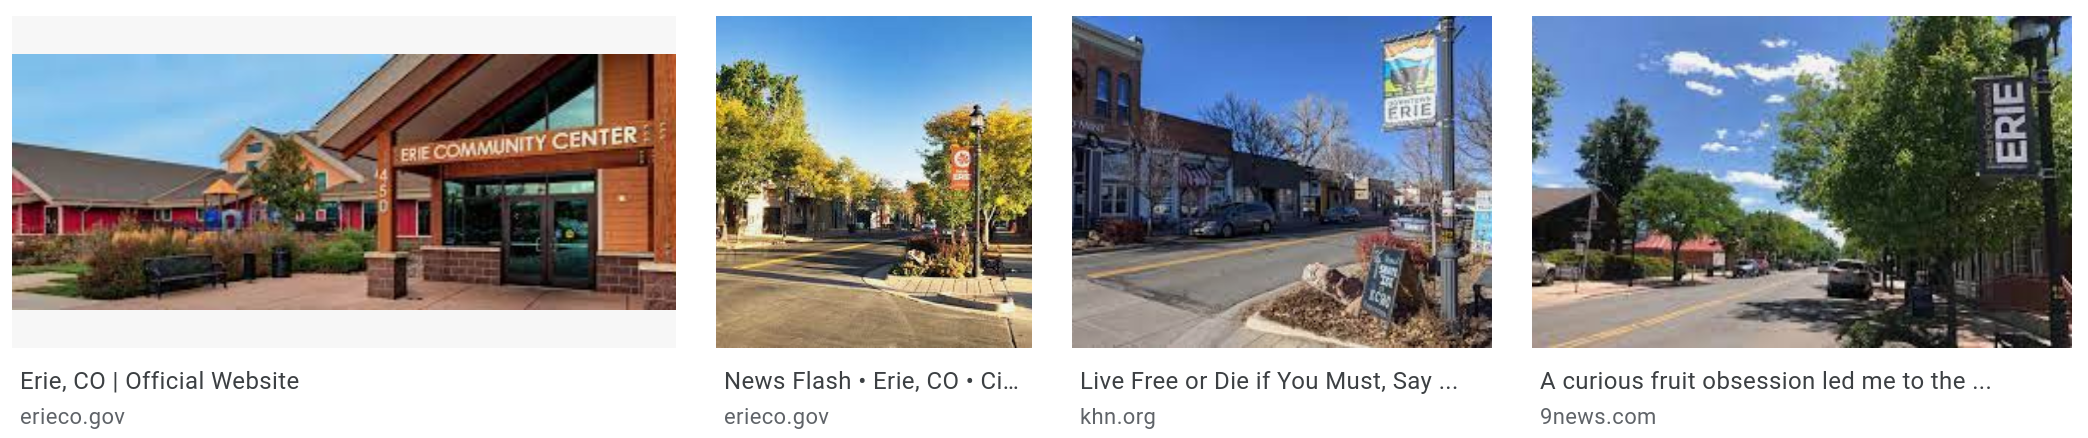 ERIE COMMUNITY CENTER
450
ERIE
DOWNTOWN
ERIE
ERIE
Erie, CO | Official Website
erieco.gov
News Flash • Erie, CO • Ci...
erieco.gov
Live Free or Die if You Must, Say ...
khn.org
A curious fruit obsession led me to the ...
9news.com